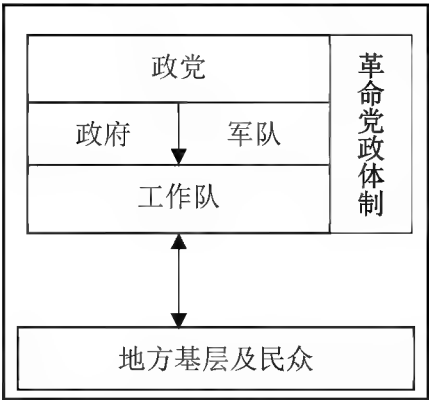 政党
政府 军队
工作队
革命党政体制
地方基层及民众